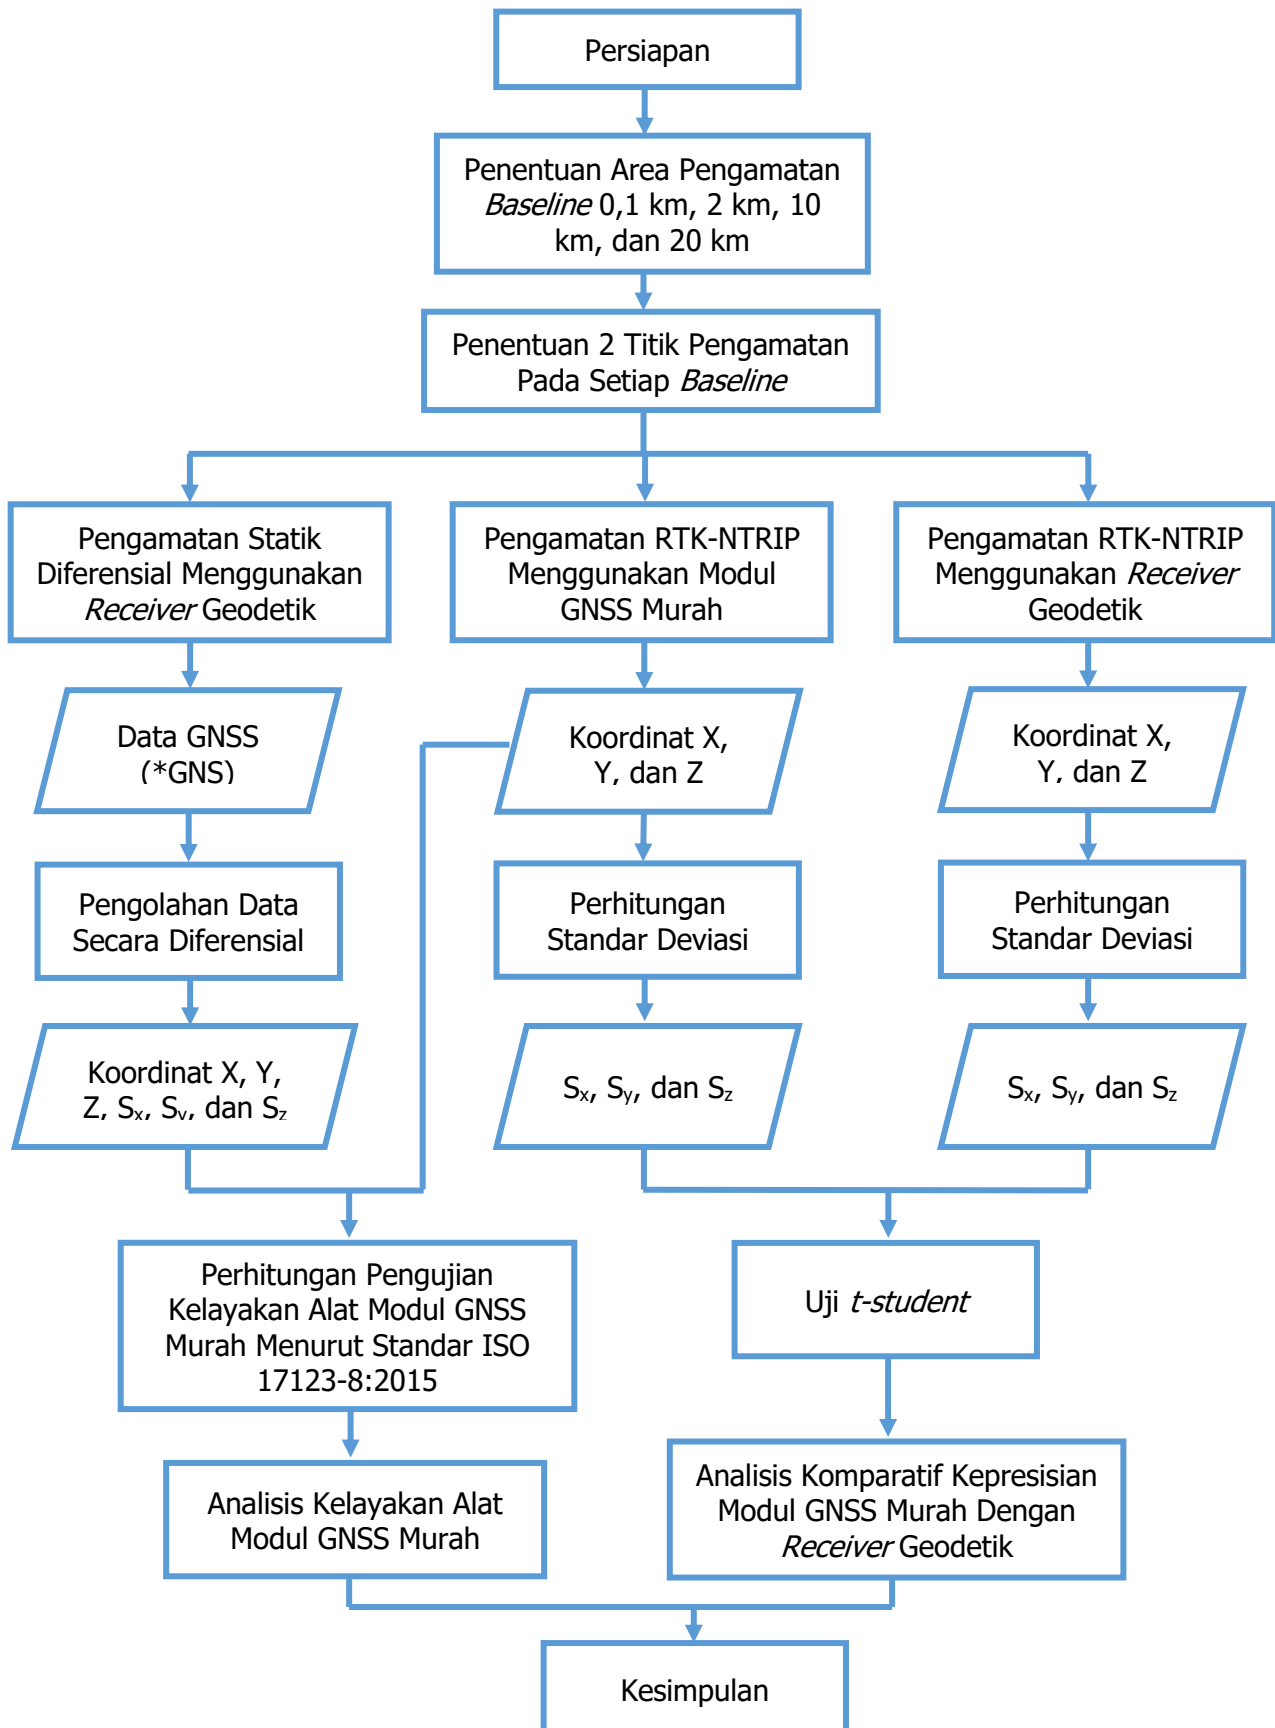 Persiapan
Penentuan Area Pengamatan
Baseline 0,1 km, 2 km, 10
km, dan 20 km
Penentuan 2 Titik Pengamatan
Pada Setiap Baseline
Pengamatan Statik
Diferensial Menggunakan
Receiver Geodetik
Pengamatan RTK-NTRIP
Menggunakan Modul
GNSS Murah
Pengamatan RTK-NTRIP
Menggunakan Receiver
Geodetik
Data GNSS
(*GNS)
Koordinat X,
Y, dan Z
Koordinat X,
Y, dan Z
Pengolahan Data
Secara Diferensial
Perhitungan
Standar Deviasi
Perhitungan
Standar Deviasi
Koordinat X, Y,
Z, Sx, Sy, dan Sz
Sx, Sy, dan Sz
Sx, Sy, dan Sz
Perhitungan Pengujian
Kelayakan Alat Modul GNSS
Murah Menurut Standar ISO
17123-8:2015
Uji t-student
Analisis Kelayakan Alat
Modul GNSS Murah
Analisis Komparatif Kepresisian
Modul GNSS Murah Dengan
Receiver Geodetik
Kesimpulan